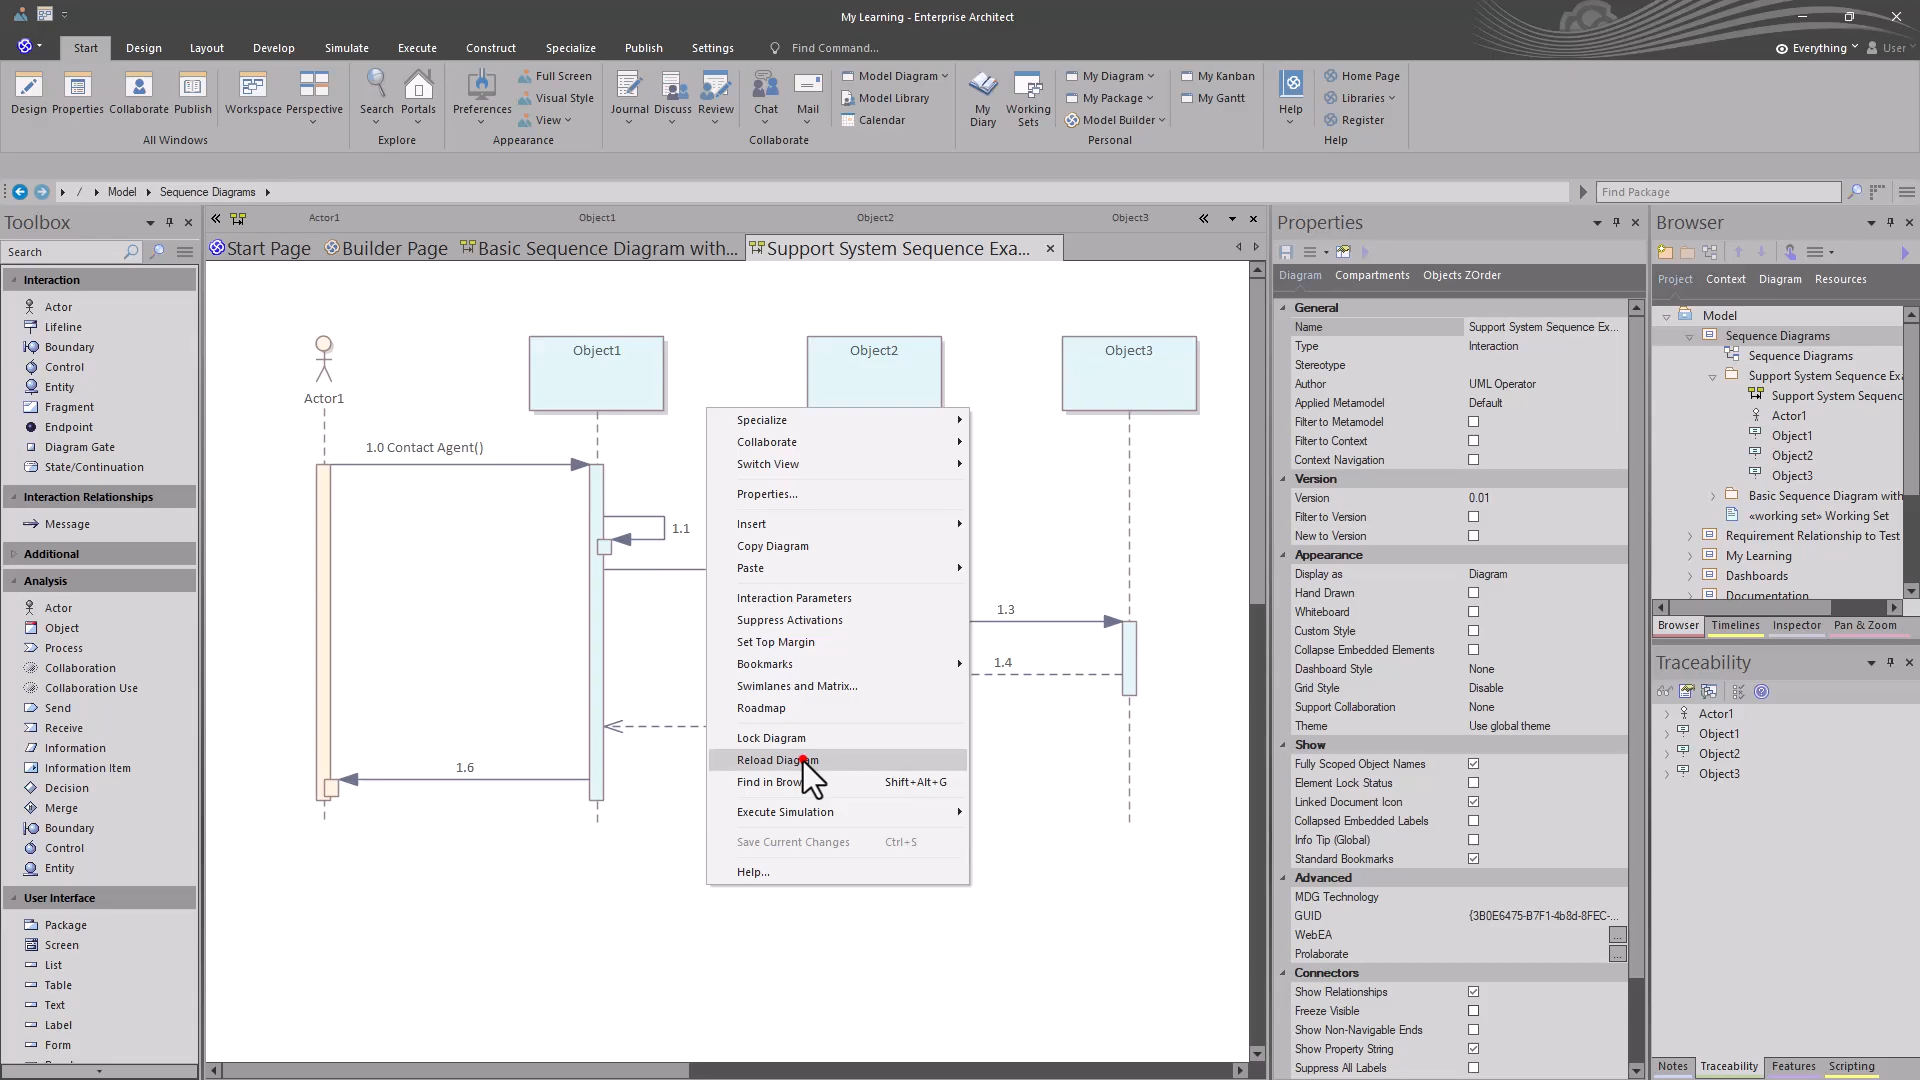 My Learning - Enterprise Architect
Start Design Layout Develop Simulate Execute Construct Specialize Publish Settings Find Command... Everything User
Design Properties Collaborate Publish Workspace Perspective Search Portals Preferences Full Screen Visual Style View Journal Discuss Review Chat Mail Model Diagram Model Library Calendar My Diary Working Sets My Diagram My Package Model Builder My Kanban My Gantt Help Home Page Libraries Register
All Windows Explore Appearance Collaborate Personal Help
/ Model Sequence Diagrams Find Package
Toolbox
Search
Interaction
Actor
Lifeline
Boundary
Control
Entity
Fragment
Endpoint
Diagram Gate
State/Continuation
Interaction Relationships
Message
Additional
Analysis
Actor
Object
Process
Collaboration
Collaboration Use
Send
Receive
Information
Information Item
Decision
Merge
Boundary
Control
Entity
User Interface
Package
Screen
List
Table
Text
Label
Form
Actor1 Object1 Object2 Object3
Start Page Builder Page Basic Sequence Diagram with... Support System Sequence Exa...
Object1 Object2 Object3
Actor1
1.0 Contact Agent()
1.1
1.3
1.4
1.6
Specialize
Collaborate
Switch View
Properties...
Insert
Copy Diagram
Paste
Interaction Parameters
Suppress Activations
Set Top Margin
Bookmarks
Swimlanes and Matrix...
Roadmap
Lock Diagram
Reload Diagram
Find in Brow Shift+Alt+G
Execute Simulation
Save Current Changes Ctrl+S
Help...
Properties
Diagram Compartments Objects ZOrder
General
Name Support System Sequence Ex...
Type Interaction
Stereotype
Author UML Operator
Applied Metamodel Default
Filter to Metamodel
Filter to Context
Context Navigation
Version
Version 0.01
Filter to Version
New to Version
Appearance
Display as Diagram
Hand Drawn
Whiteboard
Custom Style
Collapse Embedded Elements
Dashboard Style None
Grid Style Disable
Support Collaboration None
Theme Use global theme
Show
Fully Scoped Object Names
Element Lock Status
Linked Document Icon
Collapsed Embedded Labels
Info Tip (Global)
Standard Bookmarks
Advanced
MDG Technology
GUID {3B0E6475-B7F1-4b8d-8FEC-...
WebEA ...
Prolaborate ...
Connectors
Show Relationships
Freeze Visible
Show Non-Navigable Ends
Show Property String
Suppress All Labels
Browser
Project Context Diagram Resources
Model
Sequence Diagrams
Sequence Diagrams
Support System Sequence Exa
Support System Sequenc
Actor1
Object1
Object2
Object3
Basic Sequence Diagram with
«working set» Working Set
Requirement Relationship to Test
My Learning
Dashboards
Documentation
Browser Timelines Inspector Pan & Zoom
Traceability
Actor1
Object1
Object2
Object3
Notes Traceability Features Scripting